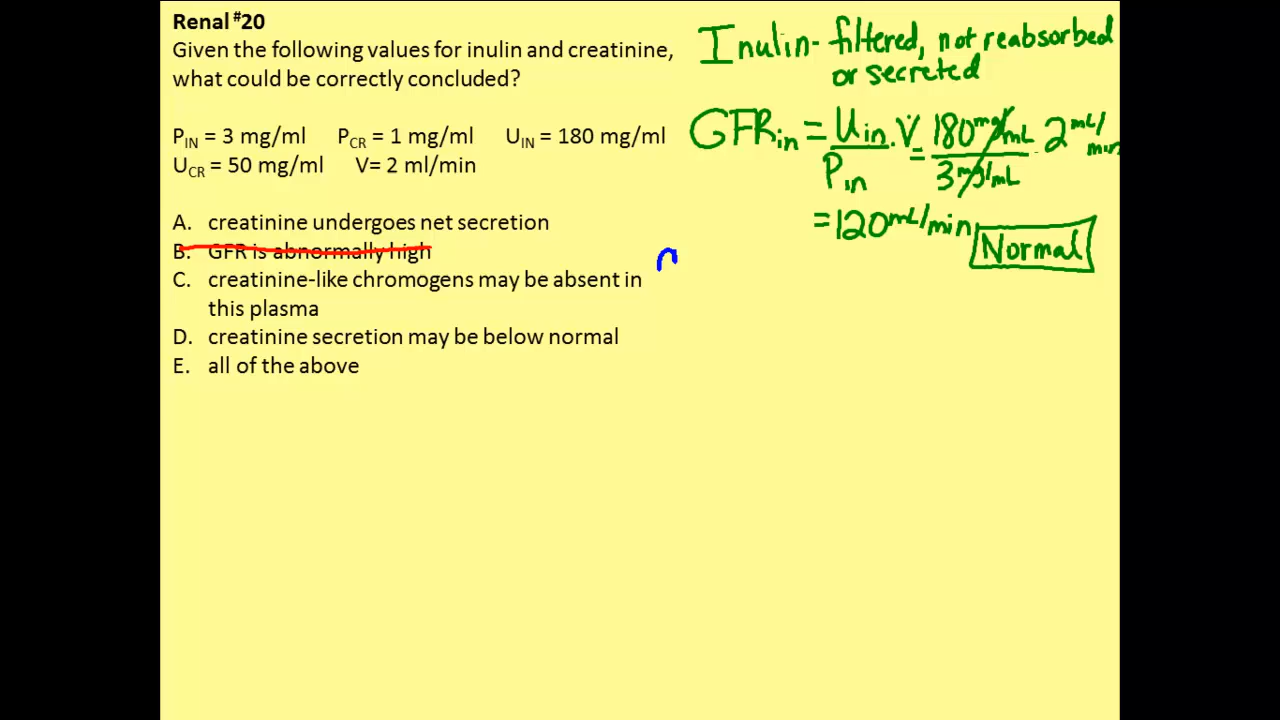 Renal #20
Given the following values for inulin and creatinine,
what could be correctly concluded?
P_IN = 3 mg/ml P_CR = 1 mg/ml U_IN = 180 mg/ml
U_CR = 50 mg/ml V= 2 ml/min
A. creatinine undergoes net secretion
B. GFR is abnormally high
C. creatinine-like chromogens may be absent in
this plasma
D. creatinine secretion may be below normal
E. all of the above
Inulin- filtered, not reabsorbed
or secreted
GFR_in = U_in · V̇ / P_in = 180 mg/mL / 3 mg/mL · 2 mL/min
= 120 mL/min
Normal